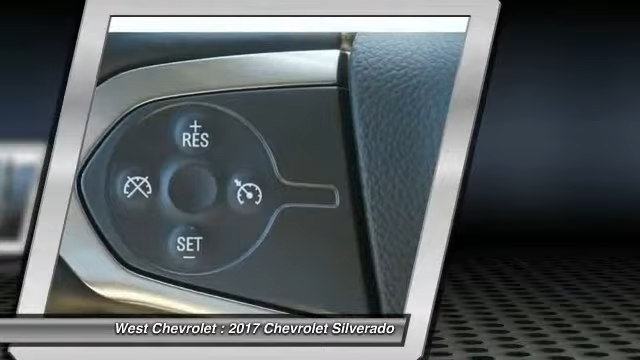 +
RES
SET
–
West Chevrolet : 2017 Chevrolet Silverado